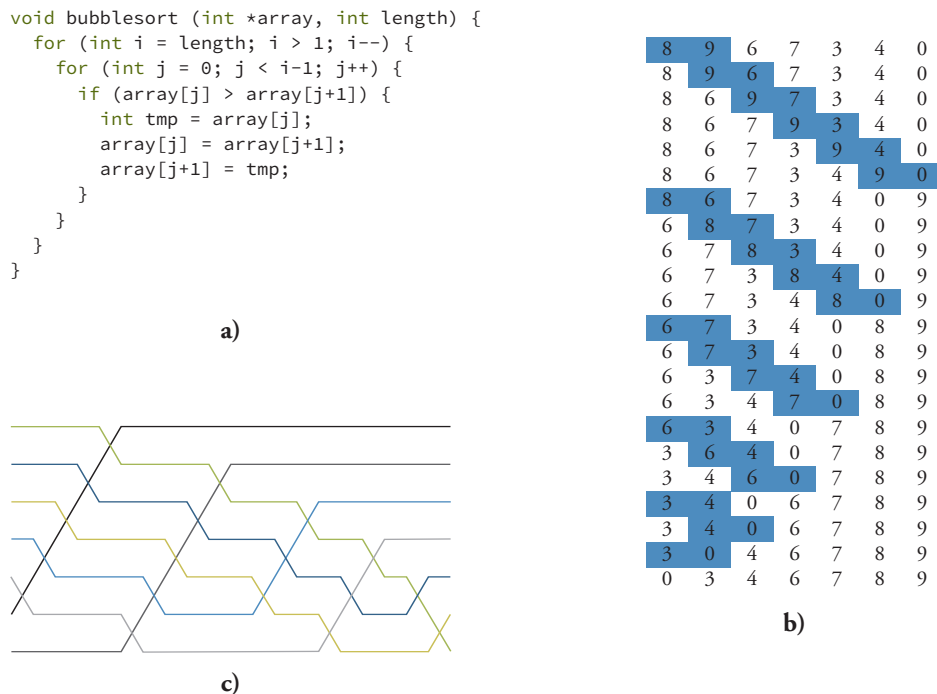 void bubblesort (int *array, int length) {
for (int i = length; i > 1; i--) {
for (int j = 0; j < i-1; j++) {
if (array[j] > array[j+1]) {
int tmp = array[j];
array[j] = array[j+1];
array[j+1] = tmp;
}
}
}
}
a)
8 9 6 7 3 4 0
8 9 6 7 3 4 0
8 6 9 7 3 4 0
8 6 7 9 3 4 0
8 6 7 3 9 4 0
8 6 7 3 4 9 0
8 6 7 3 4 0 9
6 8 7 3 4 0 9
6 7 8 3 4 0 9
6 7 3 8 4 0 9
6 7 3 4 8 0 9
6 7 3 4 0 8 9
6 7 3 4 0 8 9
6 3 7 4 0 8 9
6 3 4 7 0 8 9
6 3 4 0 7 8 9
3 6 4 0 7 8 9
3 4 6 0 7 8 9
3 4 0 6 7 8 9
3 4 0 6 7 8 9
3 0 4 6 7 8 9
0 3 4 6 7 8 9
b)
c)